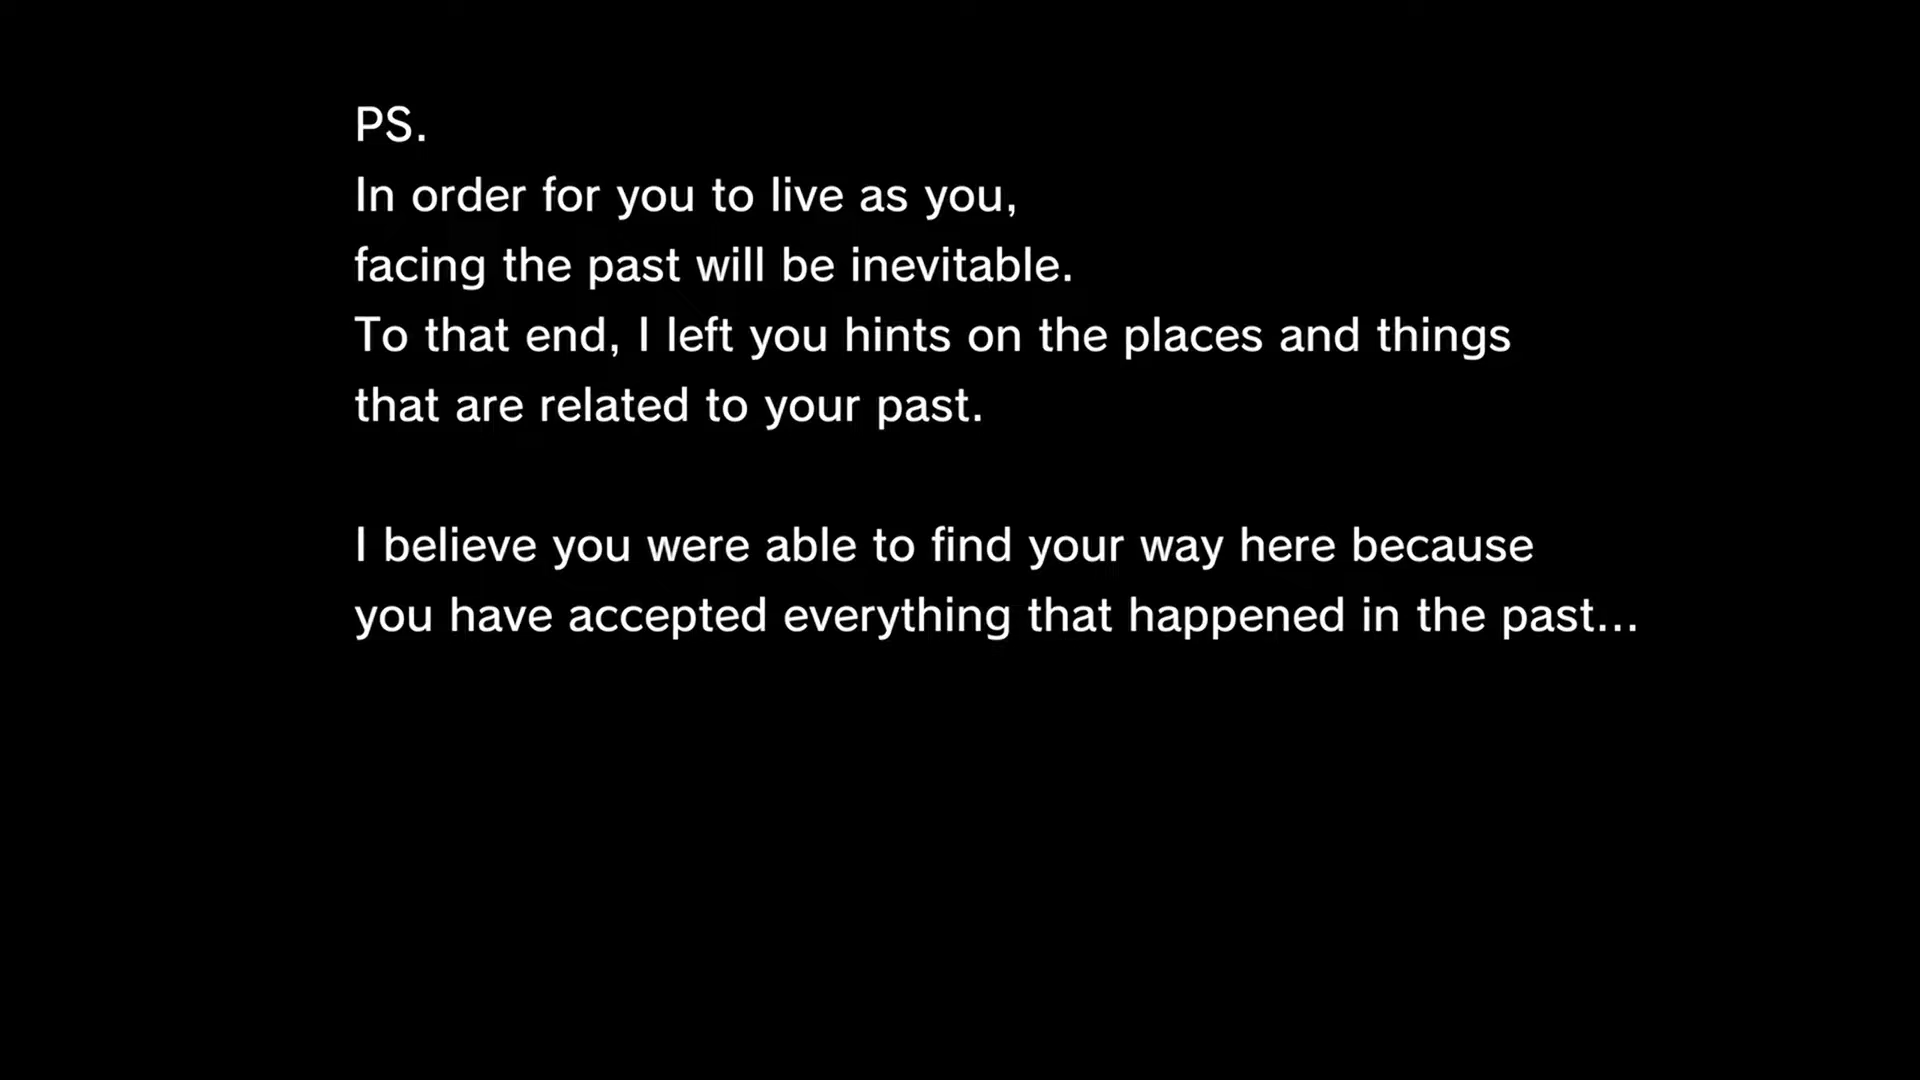 PS.
In order for you to live as you,
facing the past will be inevitable.
To that end, I left you hints on the places and things
that are related to your past.
I believe you were able to find your way here because
you have accepted everything that happened in the past...